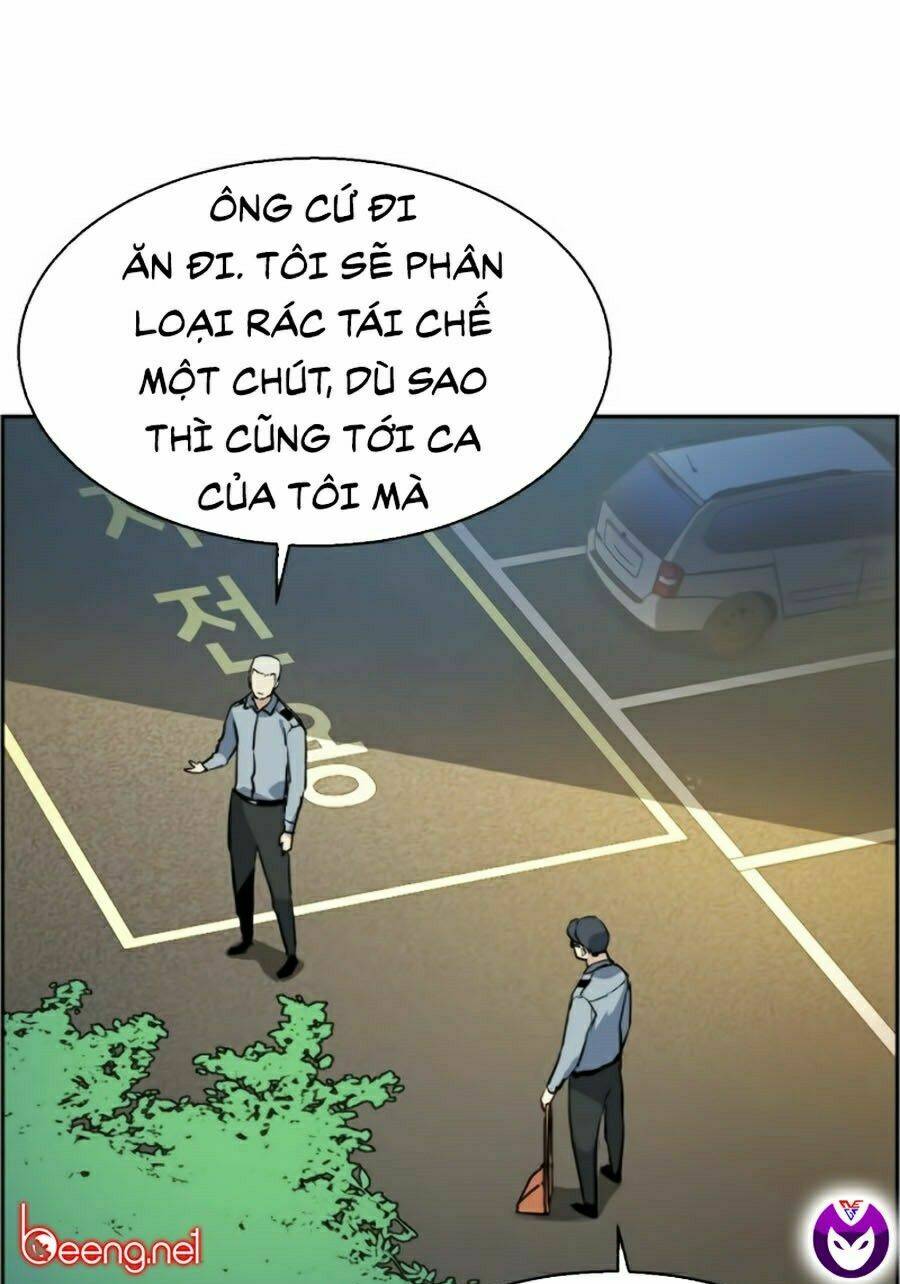 ÔNG CỨ ĐI
ĂN ĐI. TÔI SẼ PHÂN
LOẠI RÁC TÁI CHẾ
MỘT CHÚT, DÙ SAO
THÌ CŨNG TỚI CA
CỦA TÔI MÀ
전
용
beeng.net